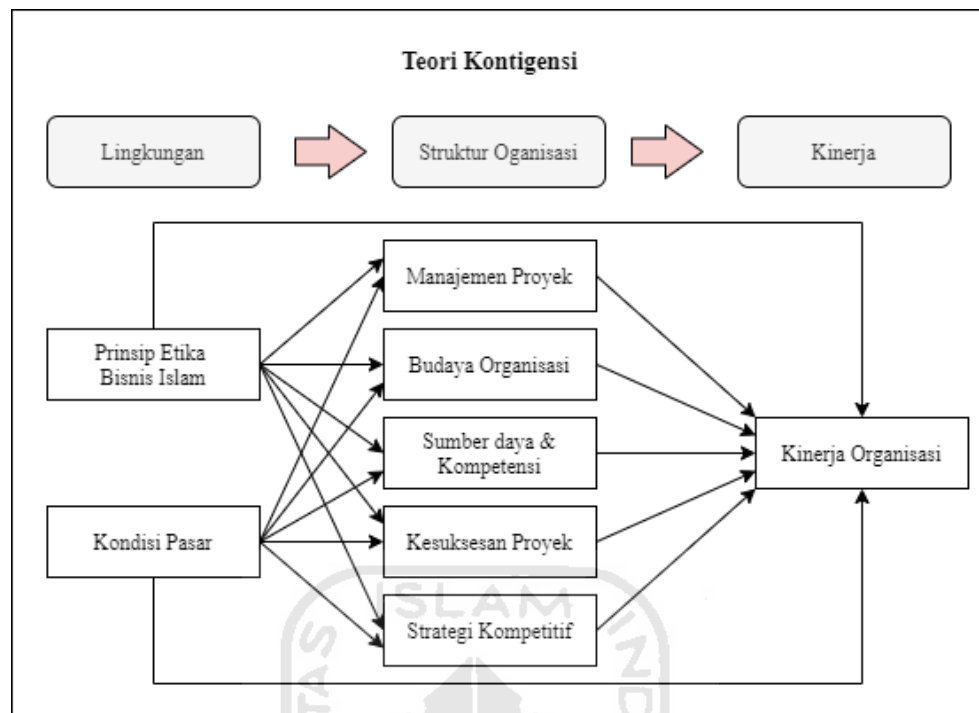 Teori Kontigensi
Lingkungan
Struktur Oganisasi
Kinerja
Manajemen Proyek
Prinsip Etika
Bisnis Islam
Budaya Organisasi
Sumber daya &
Kompetensi
Kinerja Organisasi
Kondisi Pasar
Kesuksesan Proyek
Strategi Kompetitif
ISLAM